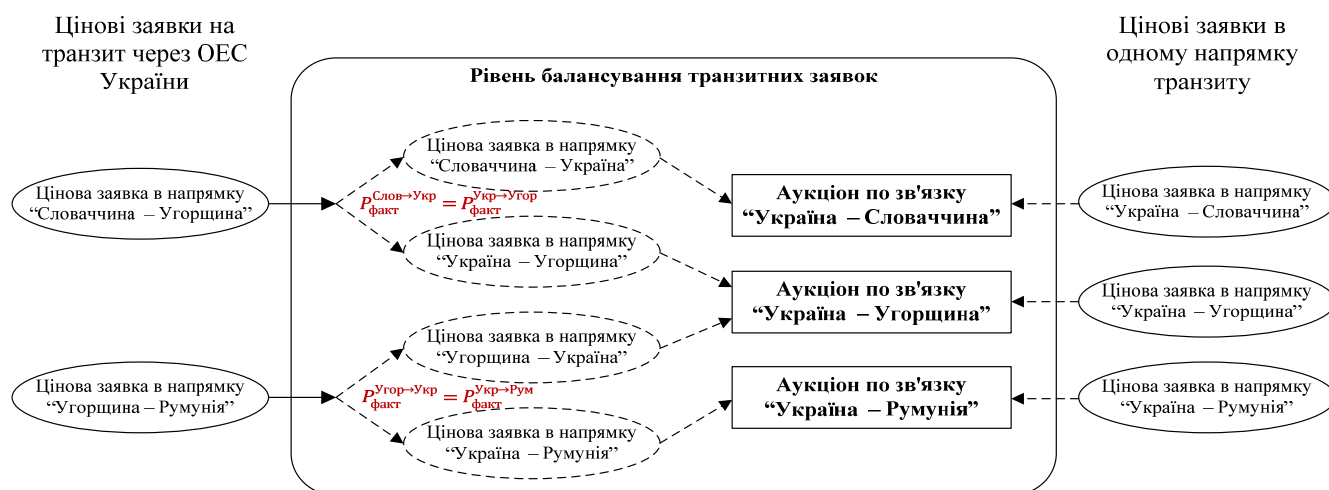 Цінові заявки на
транзит через ОЕС
України
Цінові заявки в
одному напрямку
транзиту
Рівень балансування транзитних заявок
Цінова заявка в напрямку
“Словаччина – Угорщина”
Цінова заявка в напрямку
“Словаччина – Україна”
P факт Слов→Укр = P факт Укр→Угор
Цінова заявка в напрямку
“Україна – Угорщина”
Аукціон по зв'язку
“Україна – Словаччина”
Цінова заявка в напрямку
“Україна – Словаччина”
Аукціон по зв'язку
“Україна – Угорщина”
Цінова заявка в напрямку
“Україна – Угорщина”
Цінова заявка в напрямку
“Угорщина – Румунія”
Цінова заявка в напрямку
“Угорщина – Україна”
P факт Угор→Укр = P факт Укр→Рум
Цінова заявка в напрямку
“Україна – Румунія”
Аукціон по зв'язку
“Україна – Румунія”
Цінова заявка в напрямку
“Україна – Румунія”